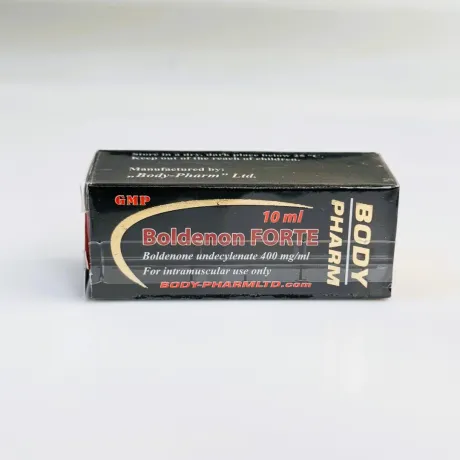 Store in a dry, dark place below 25 °C.
Keep out of the reach of children.
Manufactured by:
„Body-Pharm” Ltd.
GMP
10 ml
Boldenon FORTE
Boldenone undecylenate 400 mg/ml
For intramuscular use only
BODY-PHARMLTD.com
BODY
PHARM